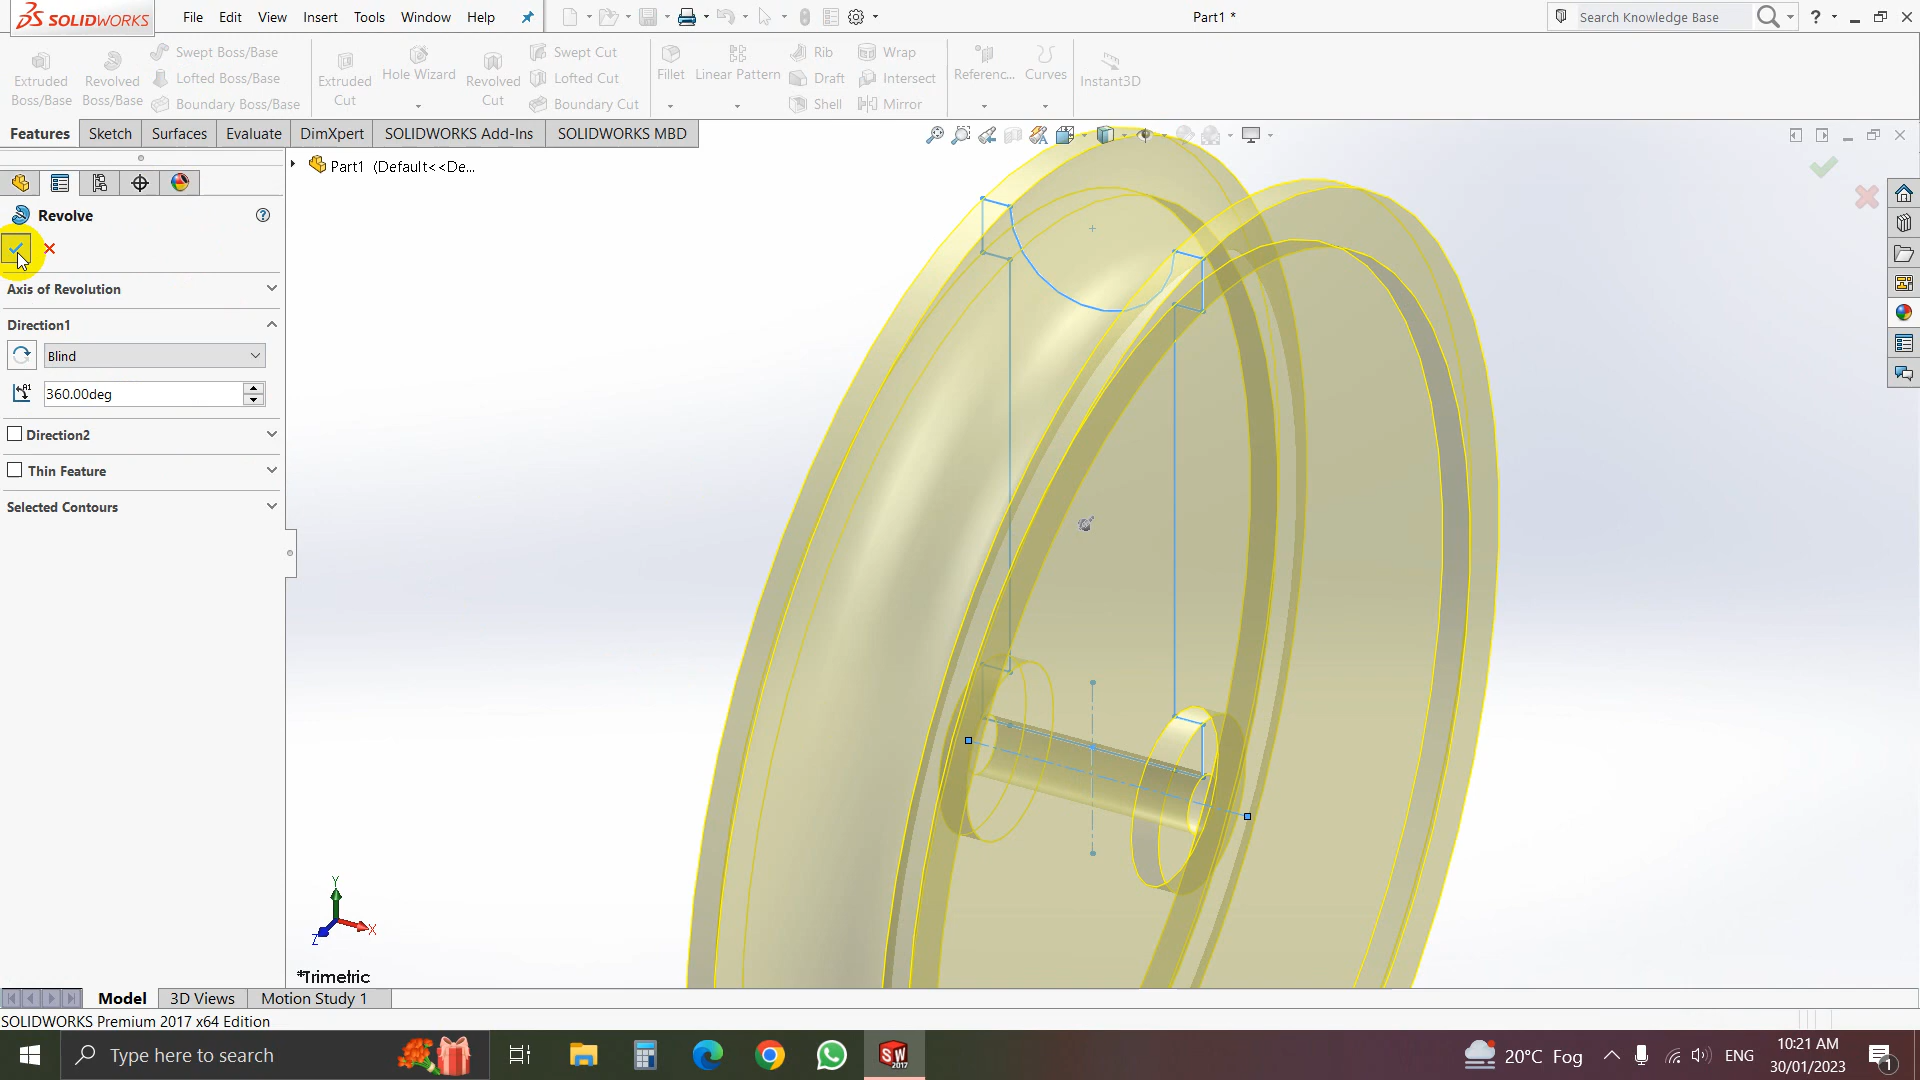 SOLIDWORKS
File Edit View Insert Tools Window Help
Part1 *
Search Knowledge Base
Extruded Boss/Base
Revolved Boss/Base
Swept Boss/Base
Lofted Boss/Base
Boundary Boss/Base
Extruded Cut
Hole Wizard
Revolved Cut
Swept Cut
Lofted Cut
Boundary Cut
Fillet
Linear Pattern
Rib
Draft
Shell
Wrap
Intersect
Mirror
Referenc...
Curves
Instant3D
Features Sketch Surfaces Evaluate DimXpert SOLIDWORKS Add-Ins SOLIDWORKS MBD
Part1 (Default<<De...
Revolve
Axis of Revolution
Direction1
Blind
360.00deg
Direction2
Thin Feature
Selected Contours
Y
X
Z
*Trimetric
Model 3D Views Motion Study 1
SOLIDWORKS Premium 2017 x64 Edition
Type here to search
SW
2017
20°C Fog
ENG
10:21 AM
30/01/2023
1